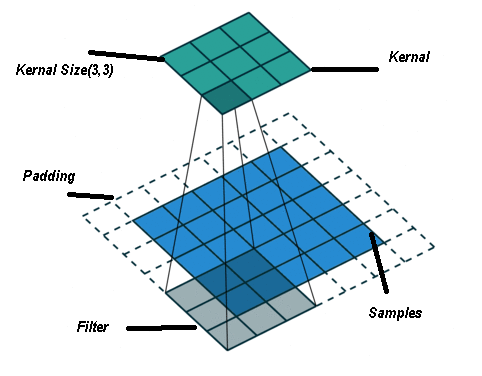 Kernal
Kernal Size(3,3)
Padding
Samples
Filter